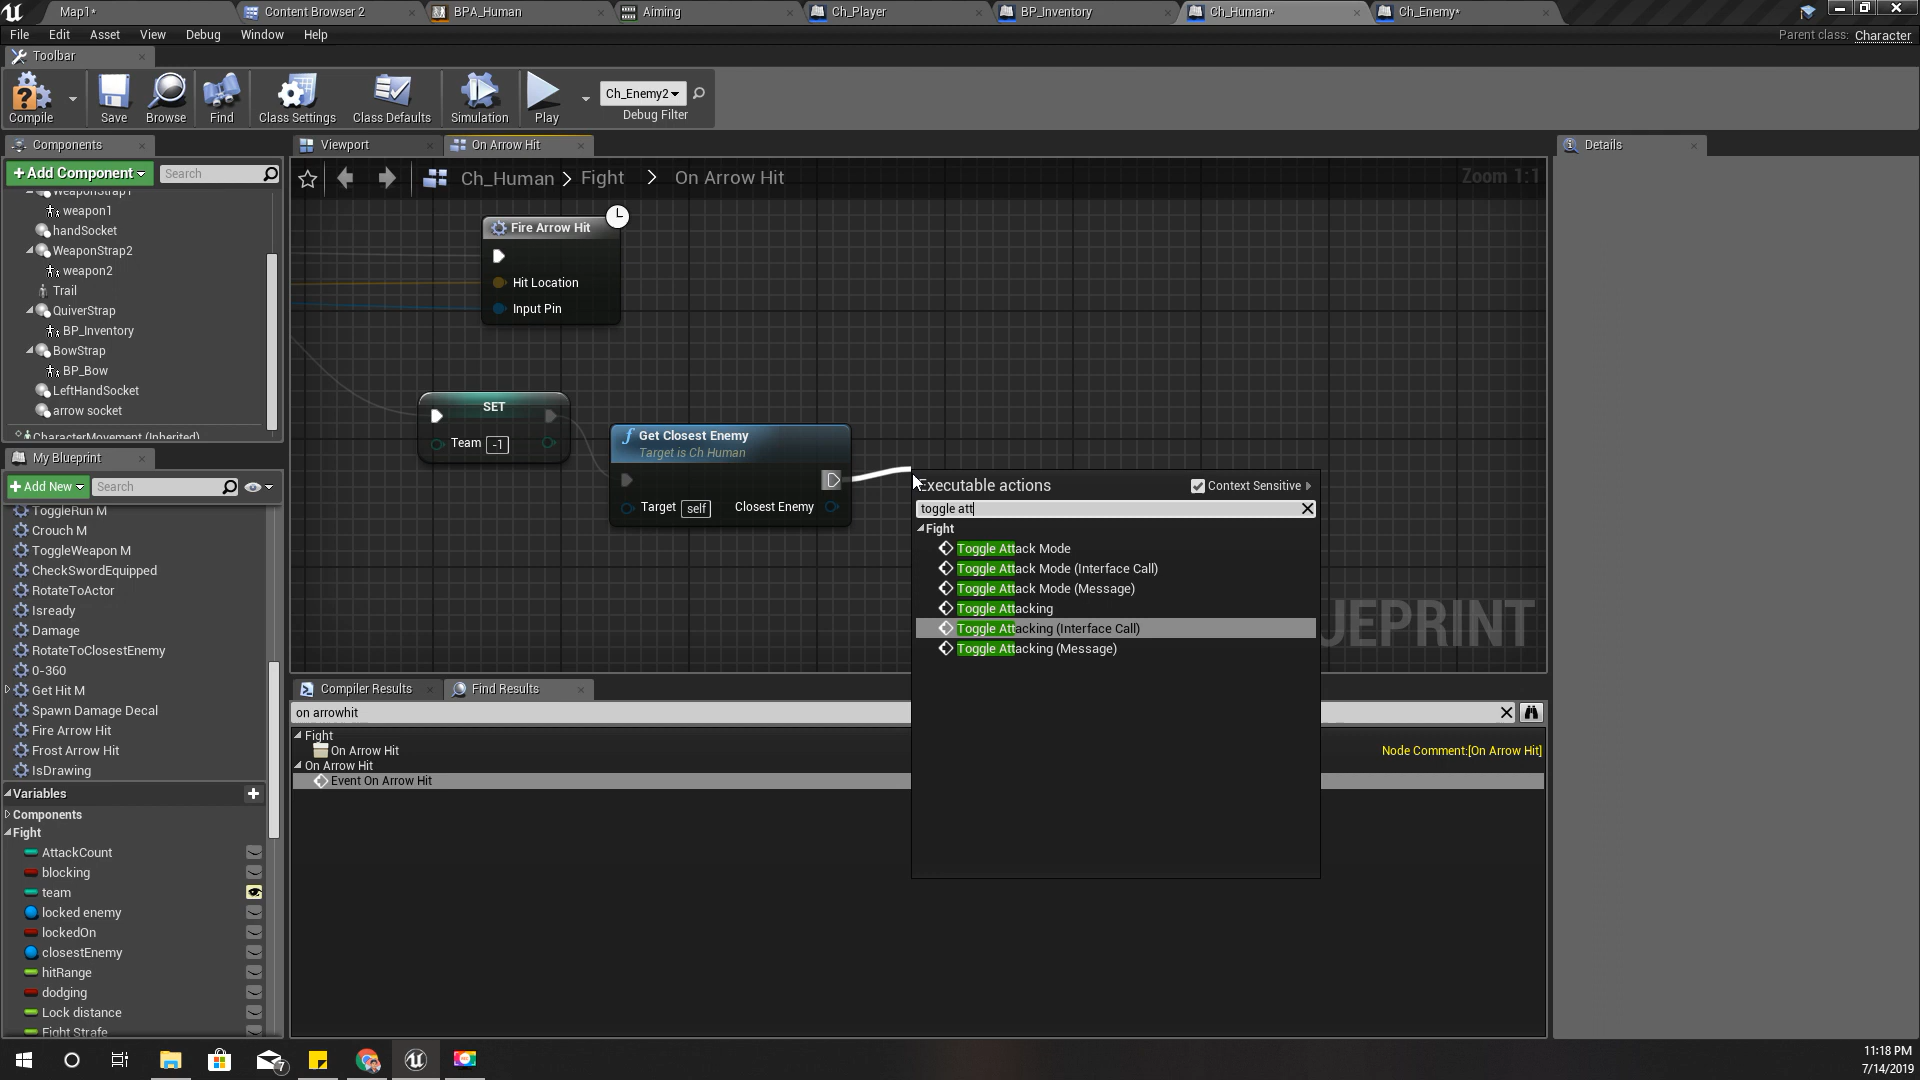 Map1*
Content Browser 2
BPA_Human
Aiming
Ch_Player
BP_Inventory
Ch_Human*
Ch_Enemy*
File Edit Asset View Debug Window Help
Parent class: Character
Toolbar
Compile
Save
Browse
Find
Class Settings
Class Defaults
Simulation
Play
Ch_Enemy2
Debug Filter
Components
+Add Component
Search
WeaponStrap1
weapon1
handSocket
WeaponStrap2
weapon2
Trail
QuiverStrap
BP_Inventory
BowStrap
BP_Bow
LeftHandSocket
arrow socket
CharacterMovement (Inherited)
My Blueprint
+Add New
Search
ToggleRun M
Crouch M
ToggleWeapon M
CheckSwordEquipped
RotateToActor
Isready
Damage
RotateToClosestEnemy
0-360
Get Hit M
Spawn Damage Decal
Fire Arrow Hit
Frost Arrow Hit
IsDrawing
Variables
Components
Fight
AttackCount
blocking
team
locked enemy
lockedOn
closestEnemy
hitRange
dodging
Lock distance
Fight Strafe
Viewport
On Arrow Hit
Ch_Human > Fight > On Arrow Hit
Zoom 1:1
Fire Arrow Hit
Hit Location
Input Pin
SET
Team -1
Get Closest Enemy
Target is Ch Human
Target self
Closest Enemy
Executable actions
Context Sensitive
toggle att
Fight
Toggle Attack Mode
Toggle Attack Mode (Interface Call)
Toggle Attack Mode (Message)
Toggle Attacking
Toggle Attacking (Interface Call)
Toggle Attacking (Message)
UEPRINT
Compiler Results
Find Results
on arrowhit
Fight
On Arrow Hit
Node Comment:[On Arrow Hit]
On Arrow Hit
Event On Arrow Hit
Details
7
11:18 PM
7/14/2019